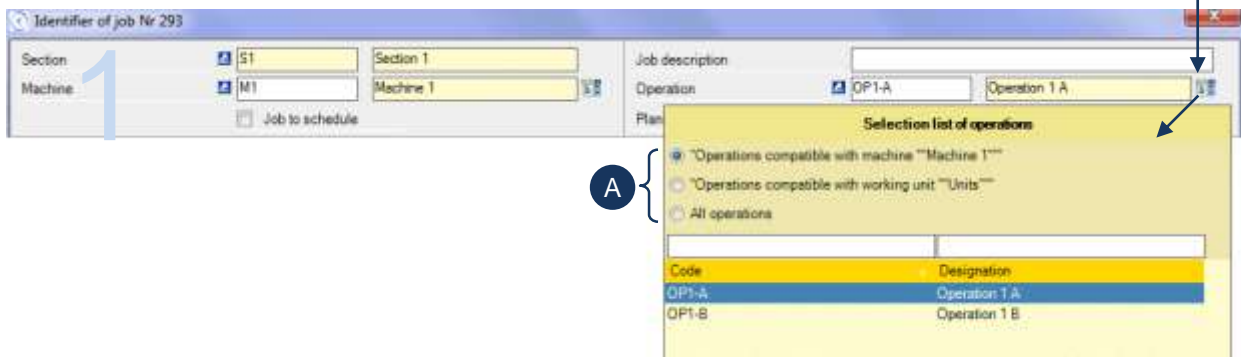 Identifier of job Nr 293
1
Section S1 Section 1
Machine M1 Machine 1
Job to schedule
Job description
Operation OP1-A Operation 1 A
Plan
Selection list of operations
A
"Operations compatible with machine ""Machine 1"""
"Operations compatible with working unit ""Units"""
All operations
Code Designation
OP1-A Operation 1 A
OP1-B Operation 1 B